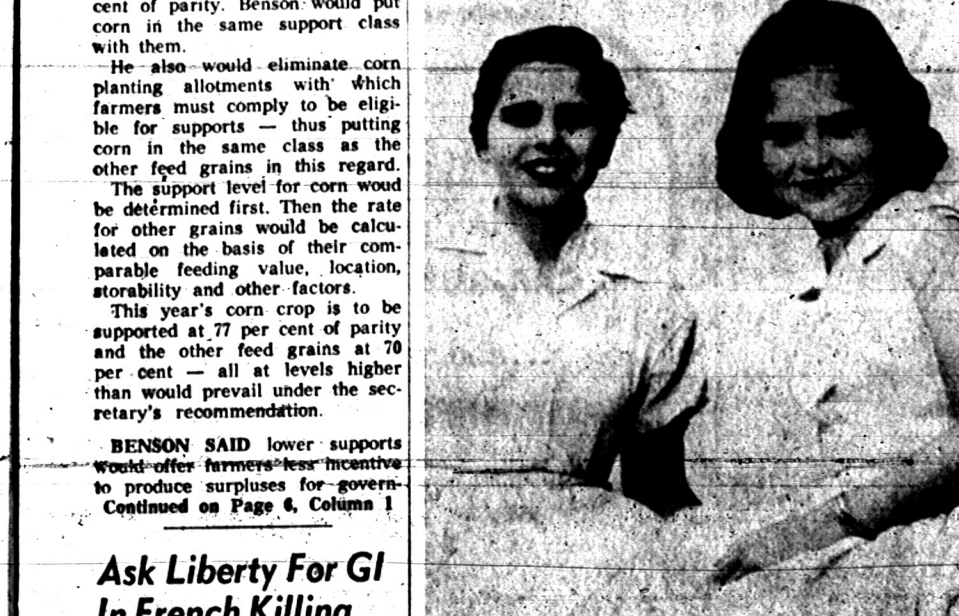 cent of parity. Benson would put
corn in the same support class
with them.
He also would eliminate corn
planting allotments with which
farmers must comply to be eligi-
ble for supports — thus putting
corn in the same class as the
other feed grains in this regard.
The support level for corn woud
be determined first. Then the rate
for other grains would be calcu-
lated on the basis of their com-
parable feeding value, location,
storability and other factors.
This year's corn crop is to be
supported at 77 per cent of parity
and the other feed grains at 70
per cent — all at levels higher
than would prevail under the sec-
retary's recommendation.
BENSON SAID lower supports
would offer farmers less incentive
to produce surpluses for govern-
Continued on Page 6, Column 1
Ask Liberty For GI
In French Killing